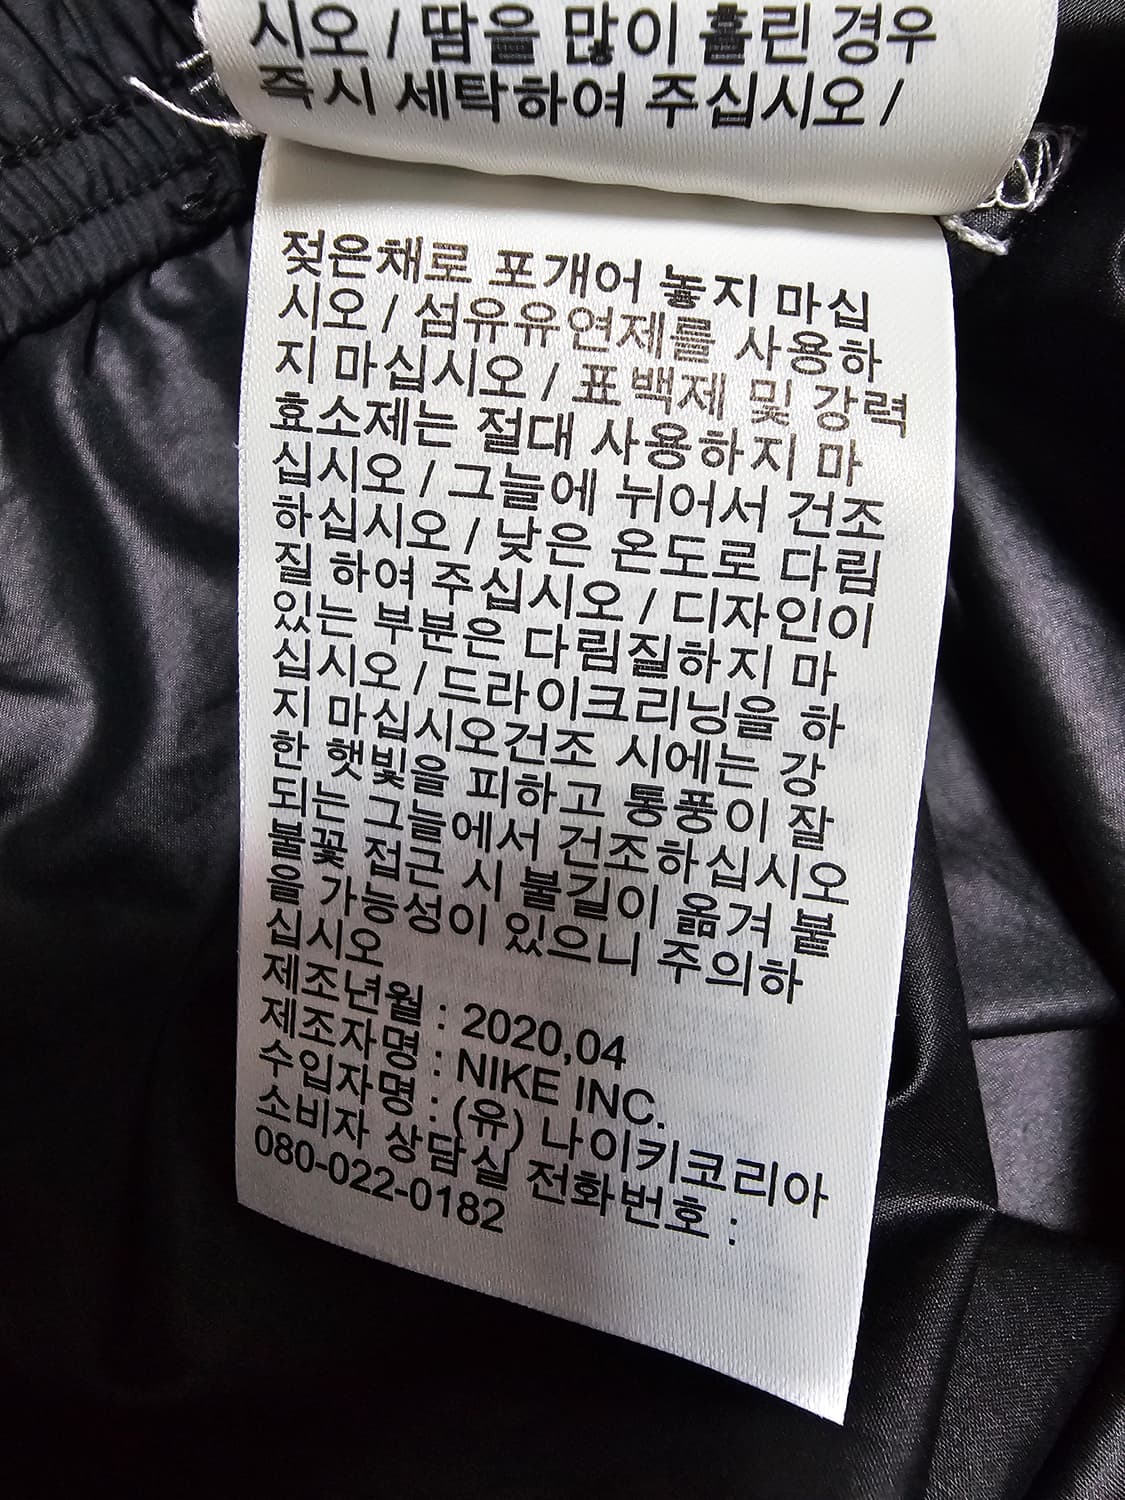 시오 / 땀을 많이 흘린 경우
즉시 세탁하여 주십시오 /
젖은채로 포개어 놓지 마십
시오 / 섬유유연제를 사용하
지 마십시오 / 표백제 및 강력
효소제는 절대 사용하지 마
십시오 / 그늘에 뉘어서 건조
하십시오 / 낮은 온도로 다림
질 하여 주십시오 / 디자인이
있는 부분은 다림질하지 마
십시오 / 드라이크리닝을 하
지 마십시오건조 시에는 강
한 햇빛을 피하고 통풍이 잘
되는 그늘에서 건조하십시오
불꽃 접근 시 불길이 옮겨 붙
을 가능성이 있으니 주의하
십시오
제조년월 : 2020,04
제조자명 : NIKE INC.
수입자명 : (유) 나이키코리아
소비자 상담실 전화번호 :
080-022-0182